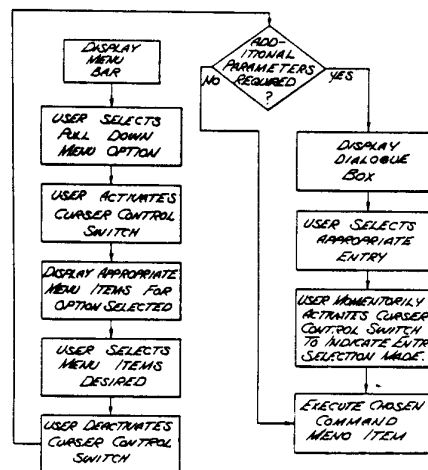 DISPLAY
MENU
BAR
USER SELECTS
PULL DOWN
MENU OPTION
USER ACTIVATES
CURSER CONTROL
SWITCH
DISPLAY APPROPRIATE
MENU ITEMS FOR
OPTION SELECTED
USER SELECTS
MENU ITEMS
DESIRED
USER DEACTIVATES
CURSER CONTROL
SWITCH
ADD-
ITIONAL
PARAMETERS
REQUIRED
?
NO
YES
DISPLAY
DIALOGUE
BOX
USER SELECTS
APPROPRIATE
ENTRY
USER MOMENTORILY
ACTIVATES CURSER
CONTROL SWITCH
TO INDICATE ENTRY
SELECTION MADE.
EXECUTE CHOSEN
COMMAND
MENU ITEM